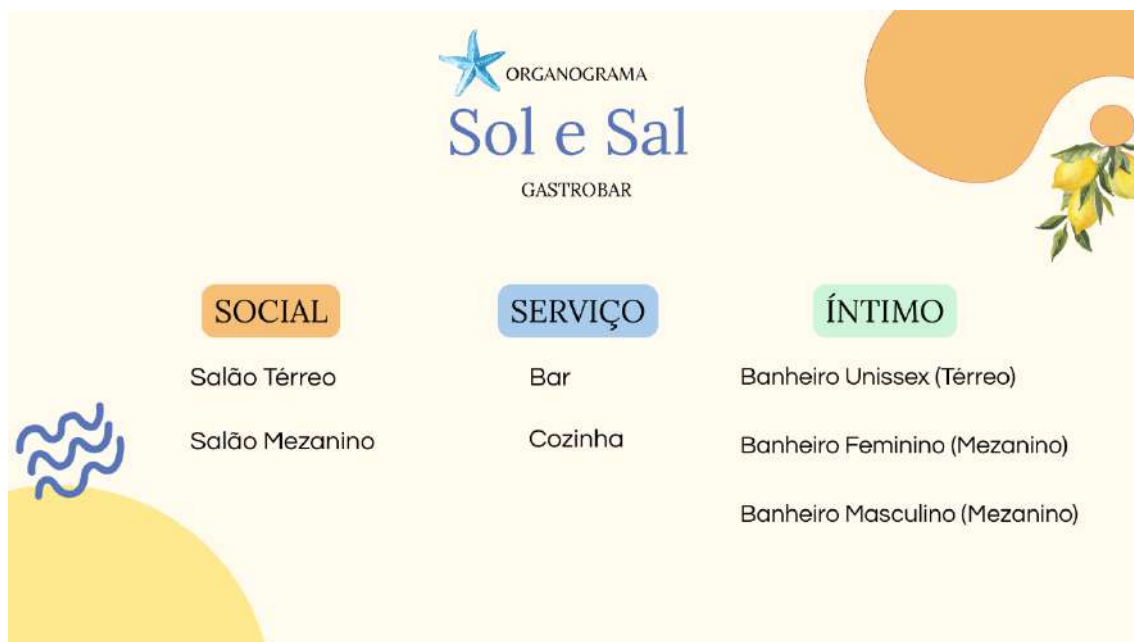 ORGANOGRAMA
Sol e Sal
GASTROBAR
SOCIAL
Salão Térreo
Salão Mezanino
SERVIÇO
Bar
Cozinha
ÍNTIMO
Banheiro Unissex (Térreo)
Banheiro Feminino (Mezanino)
Banheiro Masculino (Mezanino)